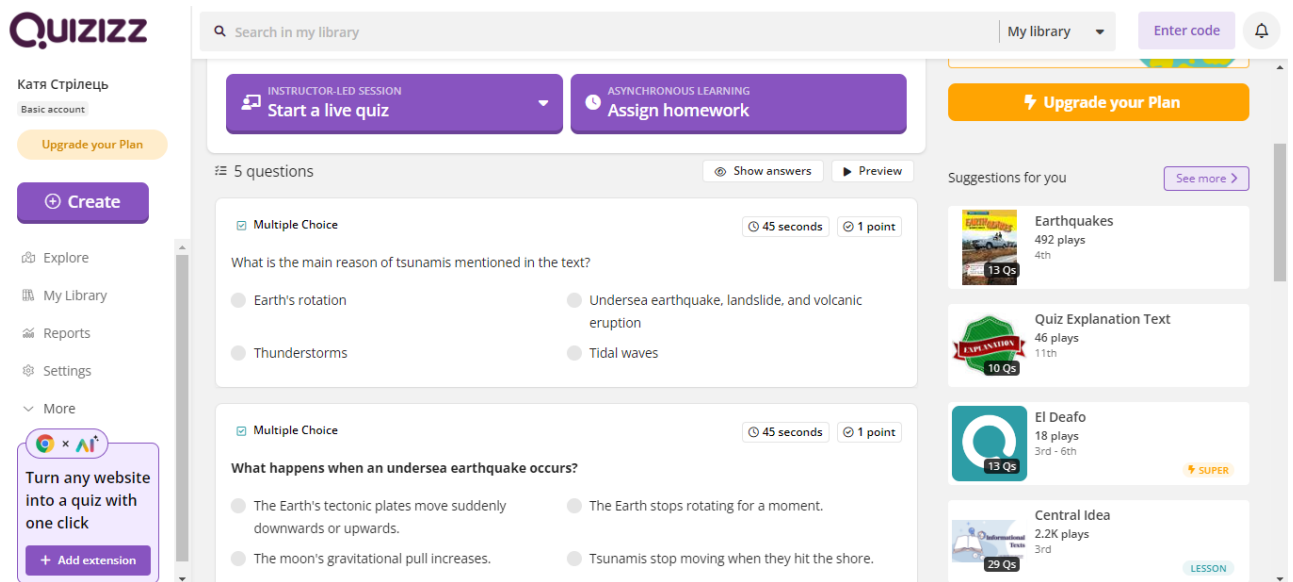 QUIZIZZ
Search in my library
My library
Enter code
Катя Стрілець
Basic account
Upgrade your Plan
Create
Explore
My Library
Reports
Settings
More
× AI
Turn any website
into a quiz with
one click
+ Add extension
INSTRUCTOR-LED SESSION
Start a live quiz
ASYNCHRONOUS LEARNING
Assign homework
5 questions
Show answers
Preview
Multiple Choice
45 seconds
1 point
What is the main reason of tsunamis mentioned in the text?
Earth's rotation
Undersea earthquake, landslide, and volcanic
eruption
Thunderstorms
Tidal waves
Multiple Choice
45 seconds
1 point
What happens when an undersea earthquake occurs?
The Earth's tectonic plates move suddenly
downwards or upwards.
The Earth stops rotating for a moment.
The moon's gravitational pull increases.
Tsunamis stop moving when they hit the shore.
Upgrade your Plan
Suggestions for you
See more
EARTHQUAKES
13 Qs
Earthquakes
492 plays
4th
EXPLANATION
10 Qs
Quiz Explanation Text
46 plays
11th
13 Qs
El Deafo
18 plays
3rd - 6th
SUPER
Informational
Texts
29 Qs
Central Idea
2.2K plays
3rd
LESSON